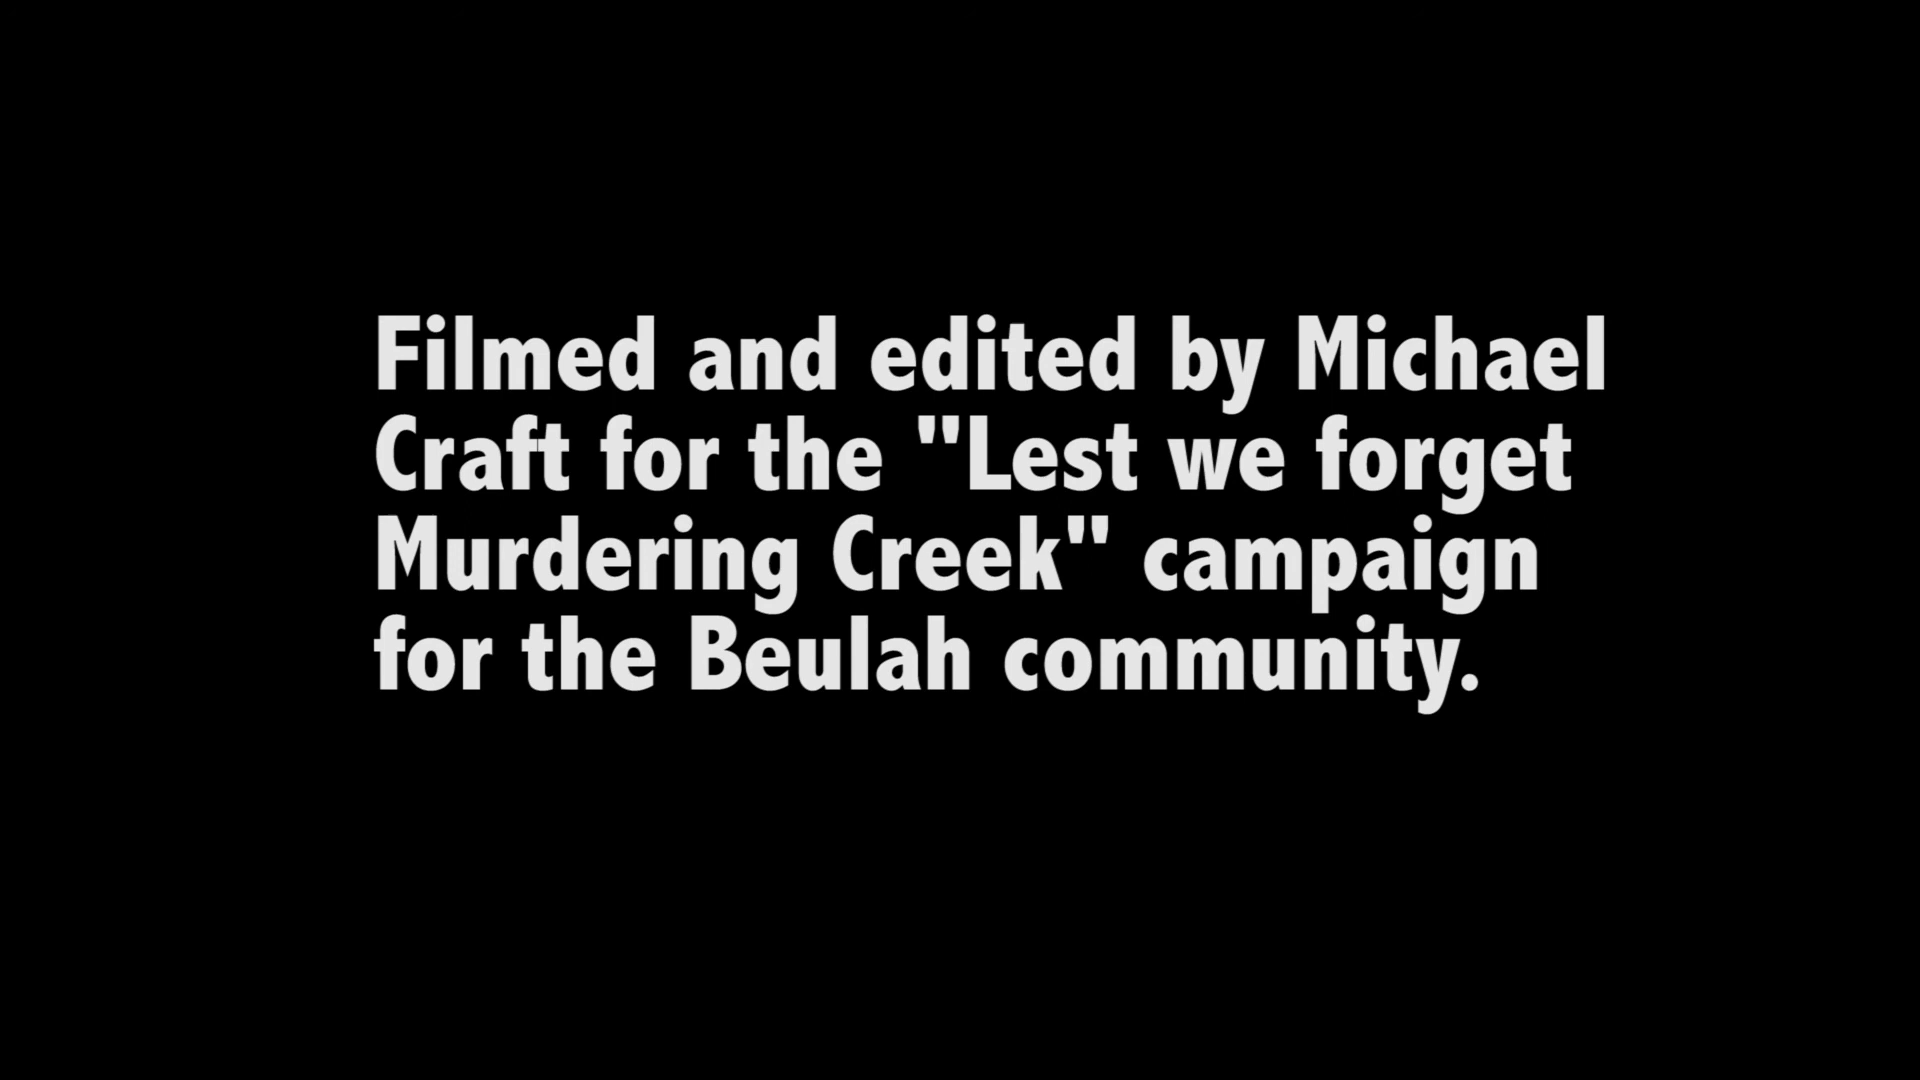 Filmed and edited by Michael
Craft for the "Lest we forget
Murdering Creek" campaign
for the Beulah community.